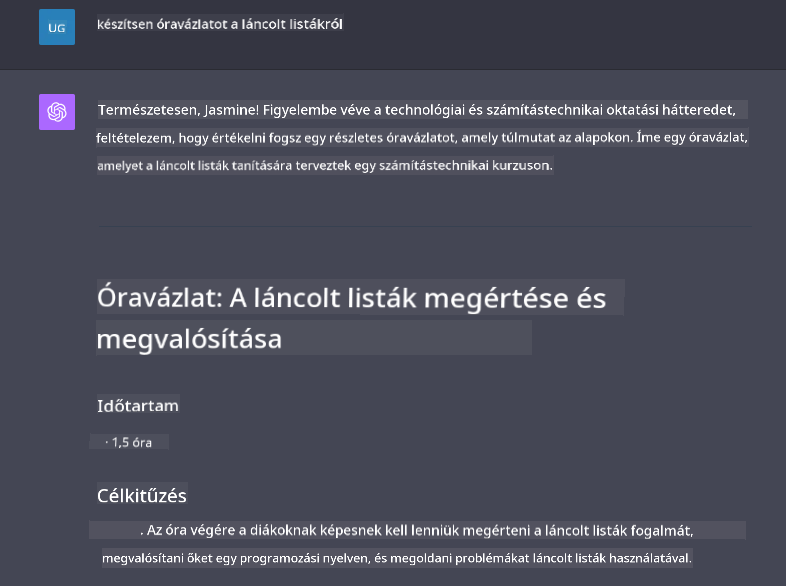 UG
készítsen óravázlatot a láncolt listákról
Természetesen, Jasmine! Figyelembe véve a technológiai és számítástechnikai oktatási hátteredet,
feltételezem, hogy értékelni fogsz egy részletes óravázlatot, amely túlmutat az alapokon. Íme egy óravázlat,
amelyet a láncolt listák tanítására terveztek egy számítástechnikai kurzuson.
Óravázlat: A láncolt listák megértése és
megvalósítása
Időtartam
· 1,5 óra
Célkitűzés
. Az óra végére a diákoknak képesnek kell lenniük megérteni a láncolt listák fogalmát,
megvalósítani őket egy programozási nyelven, és megoldani problémákat láncolt listák használatával.